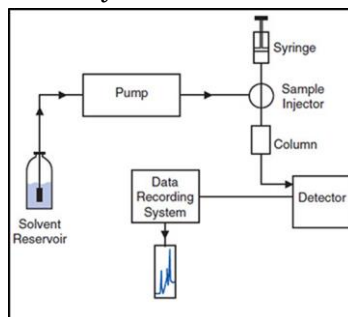 Syringe
Pump
Sample
Injector
Column
Data
Recording
System
Detector
Solvent
Reservoir